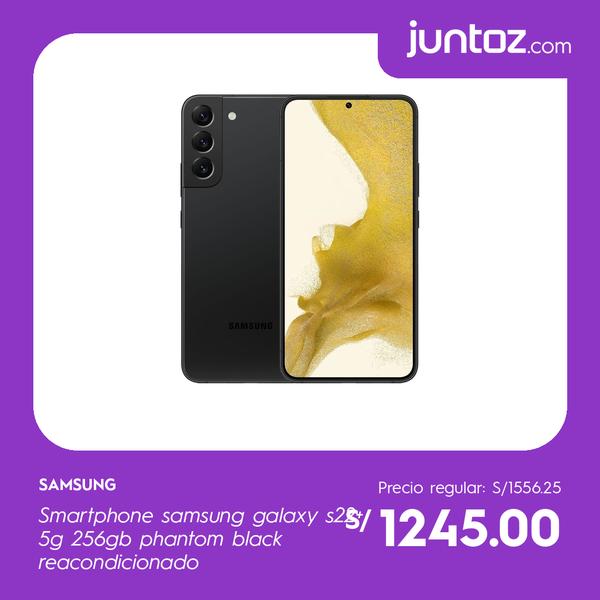 juntoz.com
SAMSUNG
SAMSUNG
Smartphone samsung galaxy s22+
5g 256gb phantom black
reacondicionado
Precio regular: S/1556.25
S/ 1245.00